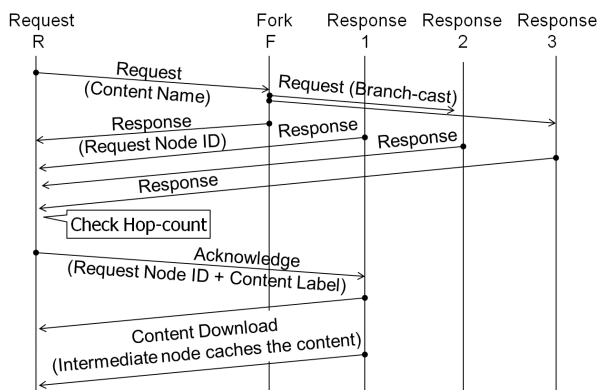 Request Fork Response Response Response
R F 1 2 3
Request
(Content Name)
Request (Branch-cast)
Response
(Request Node ID)
Response
Response
Response
Check Hop-count
Acknowledge
(Request Node ID + Content Label)
Content Download
(Intermediate node caches the content)